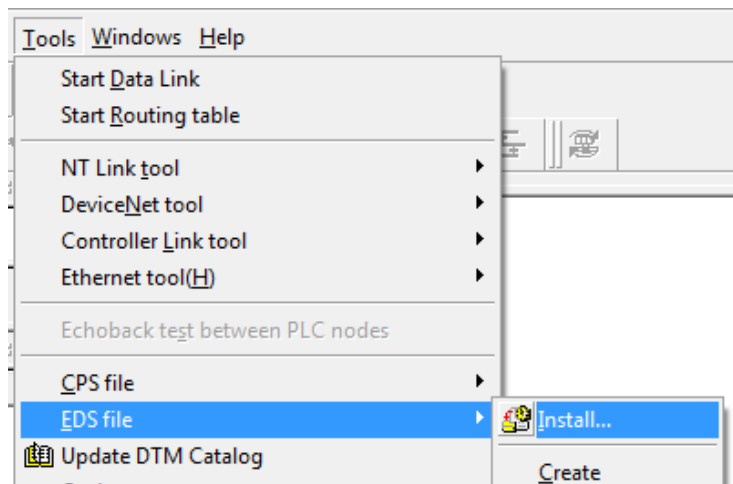 Tools Windows Help
Start Data Link
Start Routing table
NT Link tool
DeviceNet tool
Controller Link tool
Ethernet tool(H)
Echoback test between PLC nodes
CPS file
EDS file
Install...
Update DTM Catalog
Create